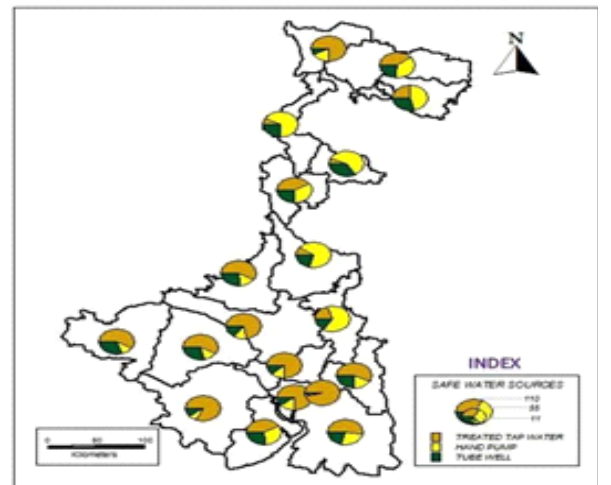 N
INDEX
SAFE WATER SOURCES
110
55
11
TREATED TAP WATER
HAND PUMP
TUBE WELL
0 50 100
Kilometers